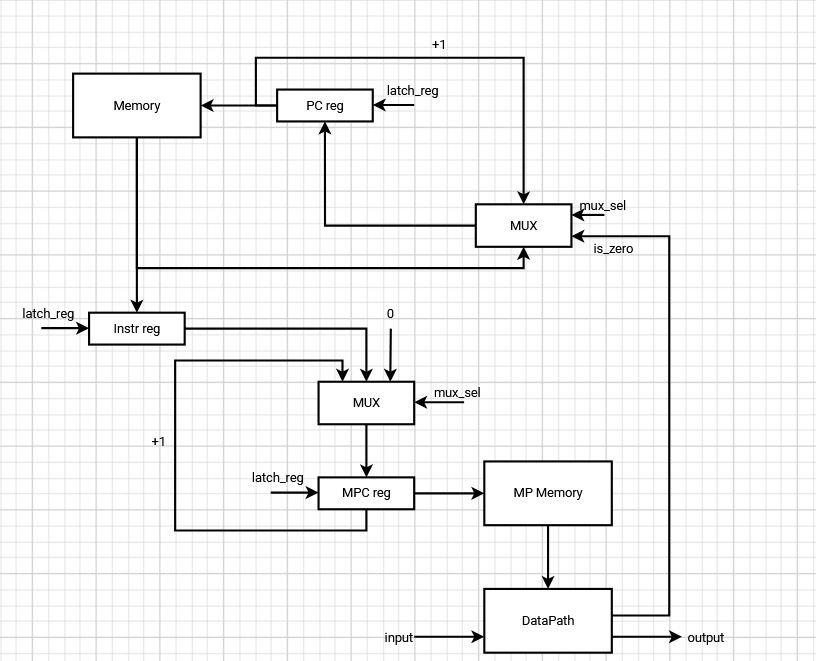 +1
Memory
PC reg
latch_reg
MUX
mux_sel
is_zero
latch_reg
Instr reg
0
MUX
mux_sel
+1
latch_reg
MPC reg
MP Memory
DataPath
input
output